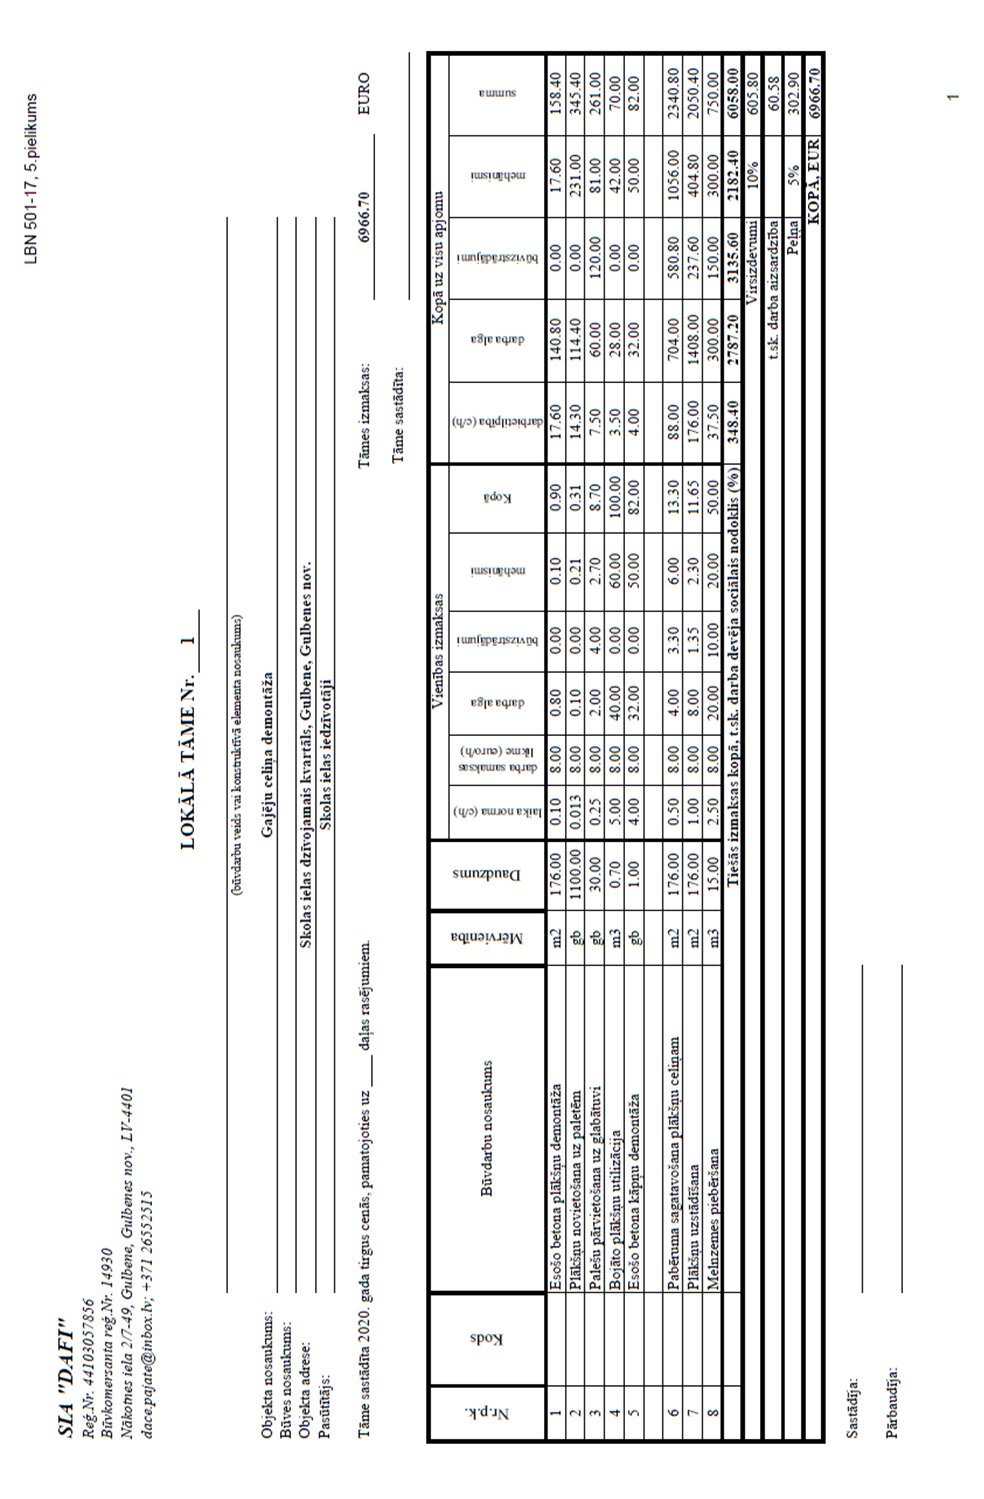 LBN 501-17, 5.pielikums
SIA "DAFI"
Reģ.Nr. 44103057856
Būvkomersanta reģ.Nr. 14930
Nākotnes iela 2/7-49, Gulbene, Gulbenes nov., LV-4401
dace.pajate@inbox.lv; +371 26552515
LOKĀLĀ TĀME Nr. 1
(būvdarbu veids vai konstruktīvā elementa nosaukums)
Objekta nosaukums: Gājēju celiņa demontāža
Būves nosaukums:
Objekta adrese: Skolas ielas dzīvojamais kvartāls, Gulbene, Gulbenes nov.
Pasūtītājs: Skolas ielas iedzīvotāji
Tāme sastādīta 2020. gada tirgus cenās, pamatojoties uz ___ daļas rasējumiem. Tāmes izmaksas: 6966.70 EURO
Tāme sastādīta:
Nr.p.k. Kods Būvdarbu nosaukums Mērvienība Daudzums Vienības izmaksas Kopā uz visu apjomu
laika norma (c/h) darba samaksas likme (euro/h) darba alga būvizstrādājumi mehānismi Kopā darbietilpība (c/h) darba alga būvizstrādājumi mehānismi summa
1 Esošo betona plākšņu demontāža m2 176.00 0.10 8.00 0.80 0.00 0.10 0.90 17.60 140.80 0.00 17.60 158.40
2 Plākšņu novietošana uz paletēm gb 1100.00 0.013 8.00 0.10 0.00 0.21 0.31 14.30 114.40 0.00 231.00 345.40
3 Palešu pārvietošana uz glabātuvi gb 30.00 0.25 8.00 2.00 4.00 2.70 8.70 7.50 60.00 120.00 81.00 261.00
4 Bojāto plākšņu utilizācija m3 0.70 5.00 8.00 40.00 0.00 60.00 100.00 3.50 28.00 0.00 42.00 70.00
5 Esošo betona kāpņu demontāža gb 1.00 4.00 8.00 32.00 0.00 50.00 82.00 4.00 32.00 0.00 50.00 82.00
6 Pabēruma sagatavošana plākšņu celiņam m2 176.00 0.50 8.00 4.00 3.30 6.00 13.30 88.00 704.00 580.80 1056.00 2340.80
7 Plākšņu uzstādīšana m2 176.00 1.00 8.00 8.00 1.35 2.30 11.65 176.00 1408.00 237.60 404.80 2050.40
8 Melnzemes piebēršana m3 15.00 2.50 8.00 20.00 10.00 20.00 50.00 37.50 300.00 150.00 300.00 750.00
Tiešās izmaksas kopā, t.sk. darba devēja sociālais nodoklis (%) 348.40 2787.20 3135.60 2182.40 6058.00
Virsizdevumi 10% 605.80
t.sk. darba aizsardzība 60.58
Peļņa 5% 302.90
KOPĀ, EUR 6966.70
Sastādīja:
Pārbaudīja:
1